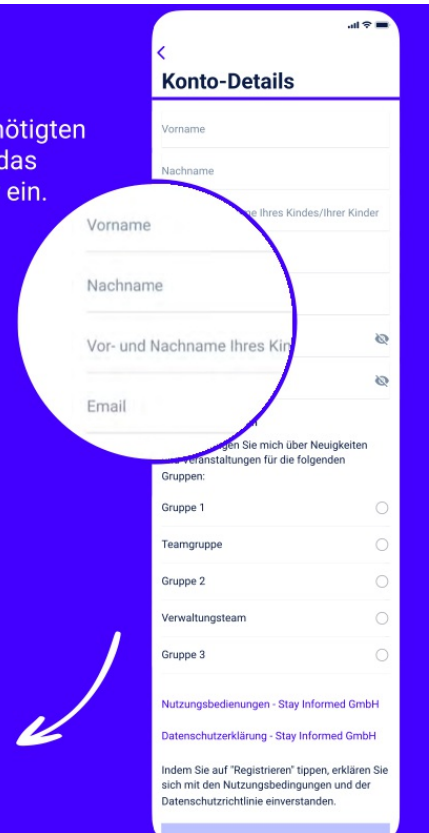 Konto-Details
nötigten
das
ein.
Vorname
Nachname
Ihres Kindes/Ihrer Kinder
Vorname
Nachname
Vor- und Nachname Ihres Kin
Email
Sie mich über Neuigkeiten
und Veranstaltungen für die folgenden
Gruppen:
Gruppe 1
Teamgruppe
Gruppe 2
Verwaltungsteam
Gruppe 3
Nutzungsbedienungen - Stay Informed GmbH
Datenschutzerklärung - Stay Informed GmbH
Indem Sie auf "Registrieren" tippen, erklären Sie
sich mit den Nutzungsbedingungen und der
Datenschutzrichtlinie einverstanden.